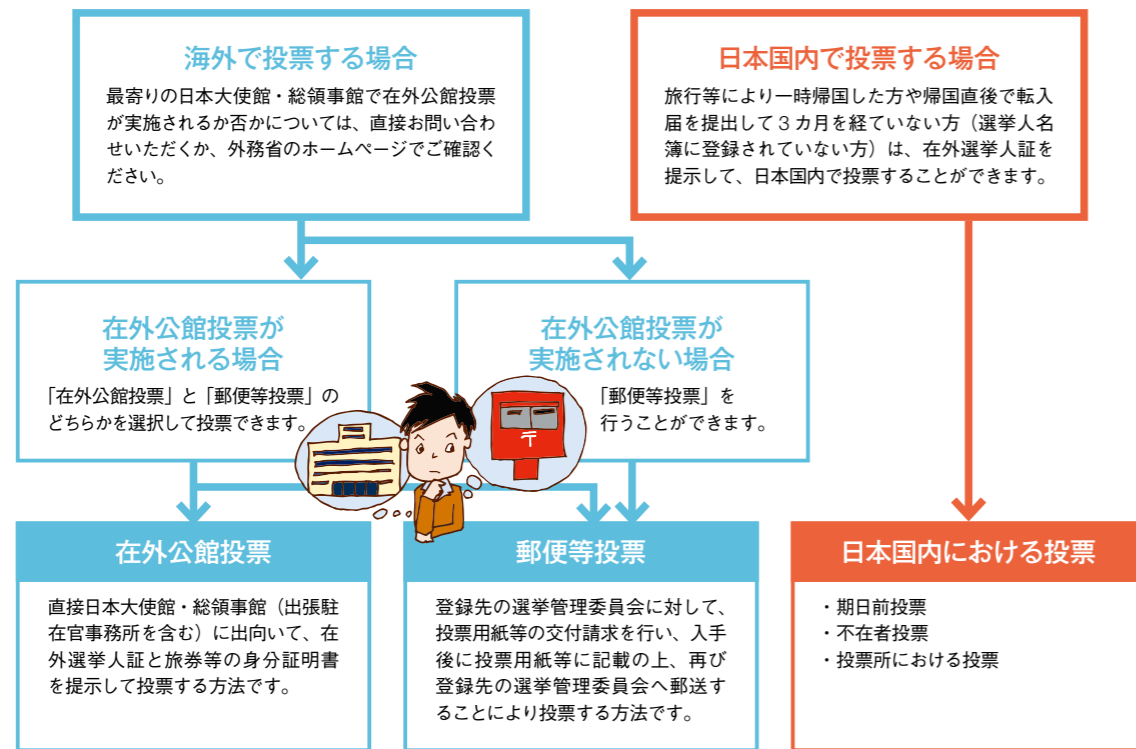 海外で投票する場合
最寄りの日本大使館・総領事館で在外公館投票
が実施されるか否かについては、直接お問い合わ
せいただくか、外務省のホームページでご確認く
ださい。
日本国内で投票する場合
旅行等により一時帰国した方や帰国直後で転入
届を提出して3カ月を経ていない方（選挙人名
簿に登録されていない方）は、在外選挙人証を
提示して、日本国内で投票することができます。
在外公館投票が
実施される場合
「在外公館投票」と「郵便等投票」の
どちらかを選択して投票できます。
在外公館投票が
実施されない場合
「郵便等投票」を
行うことができます。
〒
在外公館投票
直接日本大使館・総領事館（出張駐
在官事務所を含む）に出向いて、在
外選挙人証と旅券等の身分証明書
を提示して投票する方法です。
郵便等投票
登録先の選挙管理委員会に対して、
投票用紙等の交付請求を行い、入手
後に投票用紙等に記載の上、再び
登録先の選挙管理委員会へ郵送す
ることにより投票する方法です。
日本国内における投票
・期日前投票
・不在者投票
・投票所における投票